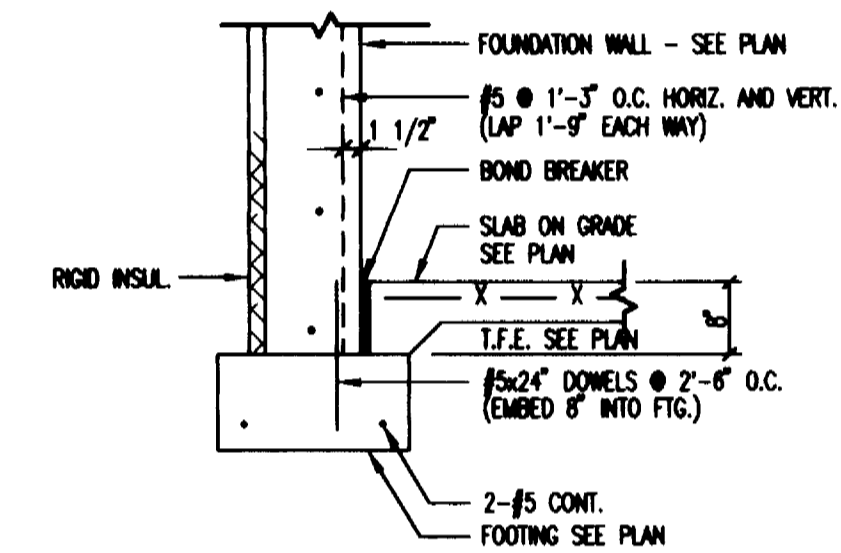 FOUNDATION WALL - SEE PLAN
#5 @ 1'-3" O.C. HORIZ. AND VERT.
(LAP 1'-9" EACH WAY)
1 1/2"
BOND BREAKER
SLAB ON GRADE
SEE PLAN
RIGID INSUL.
X X
8"
T.F.E. SEE PLAN
#5x24" DOWELS @ 2'-6" O.C.
(EMBED 8" INTO FTG.)
2-#5 CONT.
FOOTING SEE PLAN